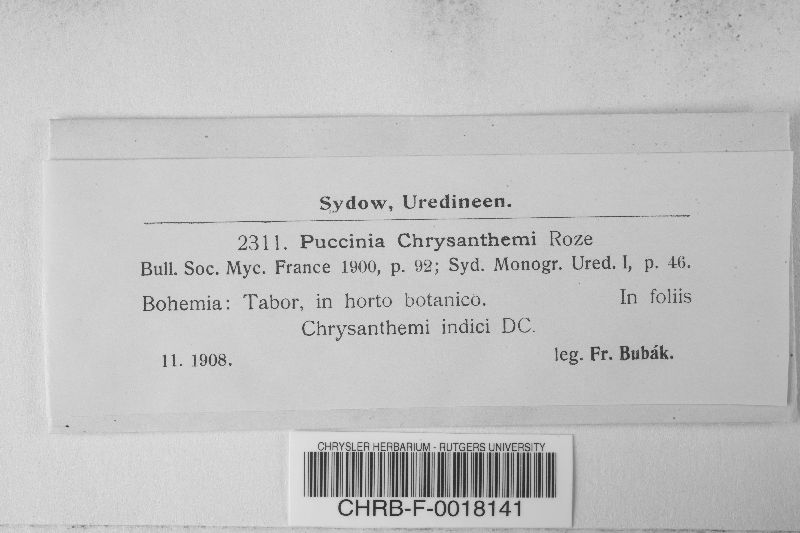 Sydow, Uredineen.
2311. Puccinia Chrysanthemi Roze
Bull. Soc. Myc. France 1900, p. 92; Syd. Monogr. Ured. I, p. 46.
Bohemia: Tabor, in horto botanico. In foliis
Chrysanthemi indici DC.
11. 1908. leg. Fr. Bubák.
CHRYSLER HERBARIUM - RUTGERS UNIVERSITY
CHRB-F-0018141